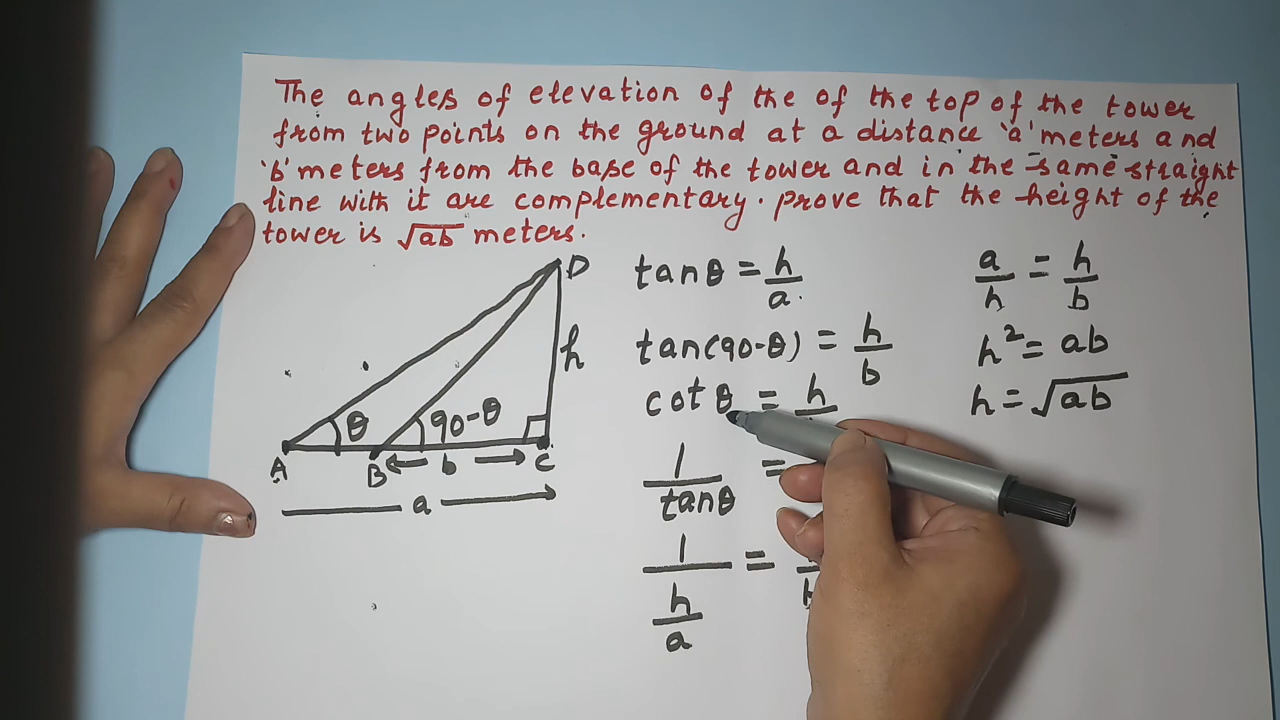 The angles of elevation of the of the top of the tower
from two points on the ground at a distance 'a' meters and
'b' meters from the base of the tower and in the same straight
line with it are complementary. prove that the height of the
tower is √ab meters.
D
h
θ
90-θ
A
B
b
C
a
tanθ = h/a
tan(90-θ) = h/b
cotθ = h
1/tanθ =
1/(h/a) =
a/h = h/b
h² = ab
h = √ab